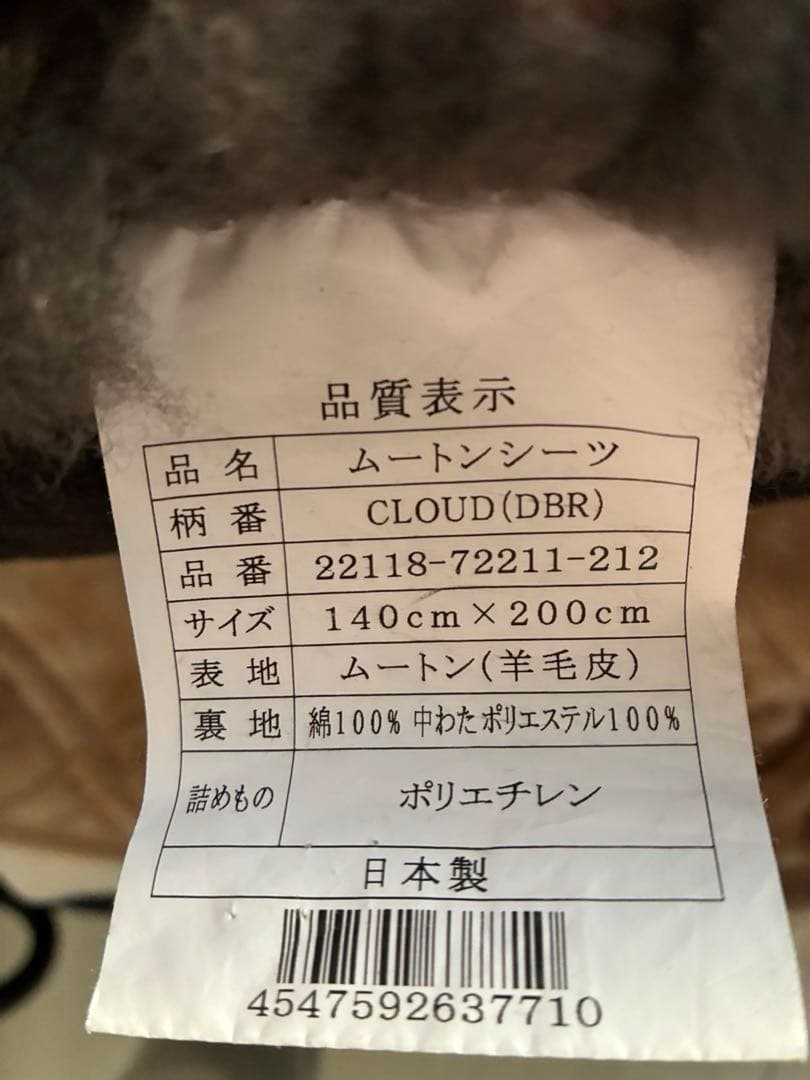 品質表示
品名 ムートンシーツ
柄番 CLOUD(DBR)
品番 22118-72211-212
サイズ 140cm×200cm
表地 ムートン(羊毛皮)
裏地 綿100% 中わたポリエステル100%
詰めもの ポリエチレン
日本製
4547592637710